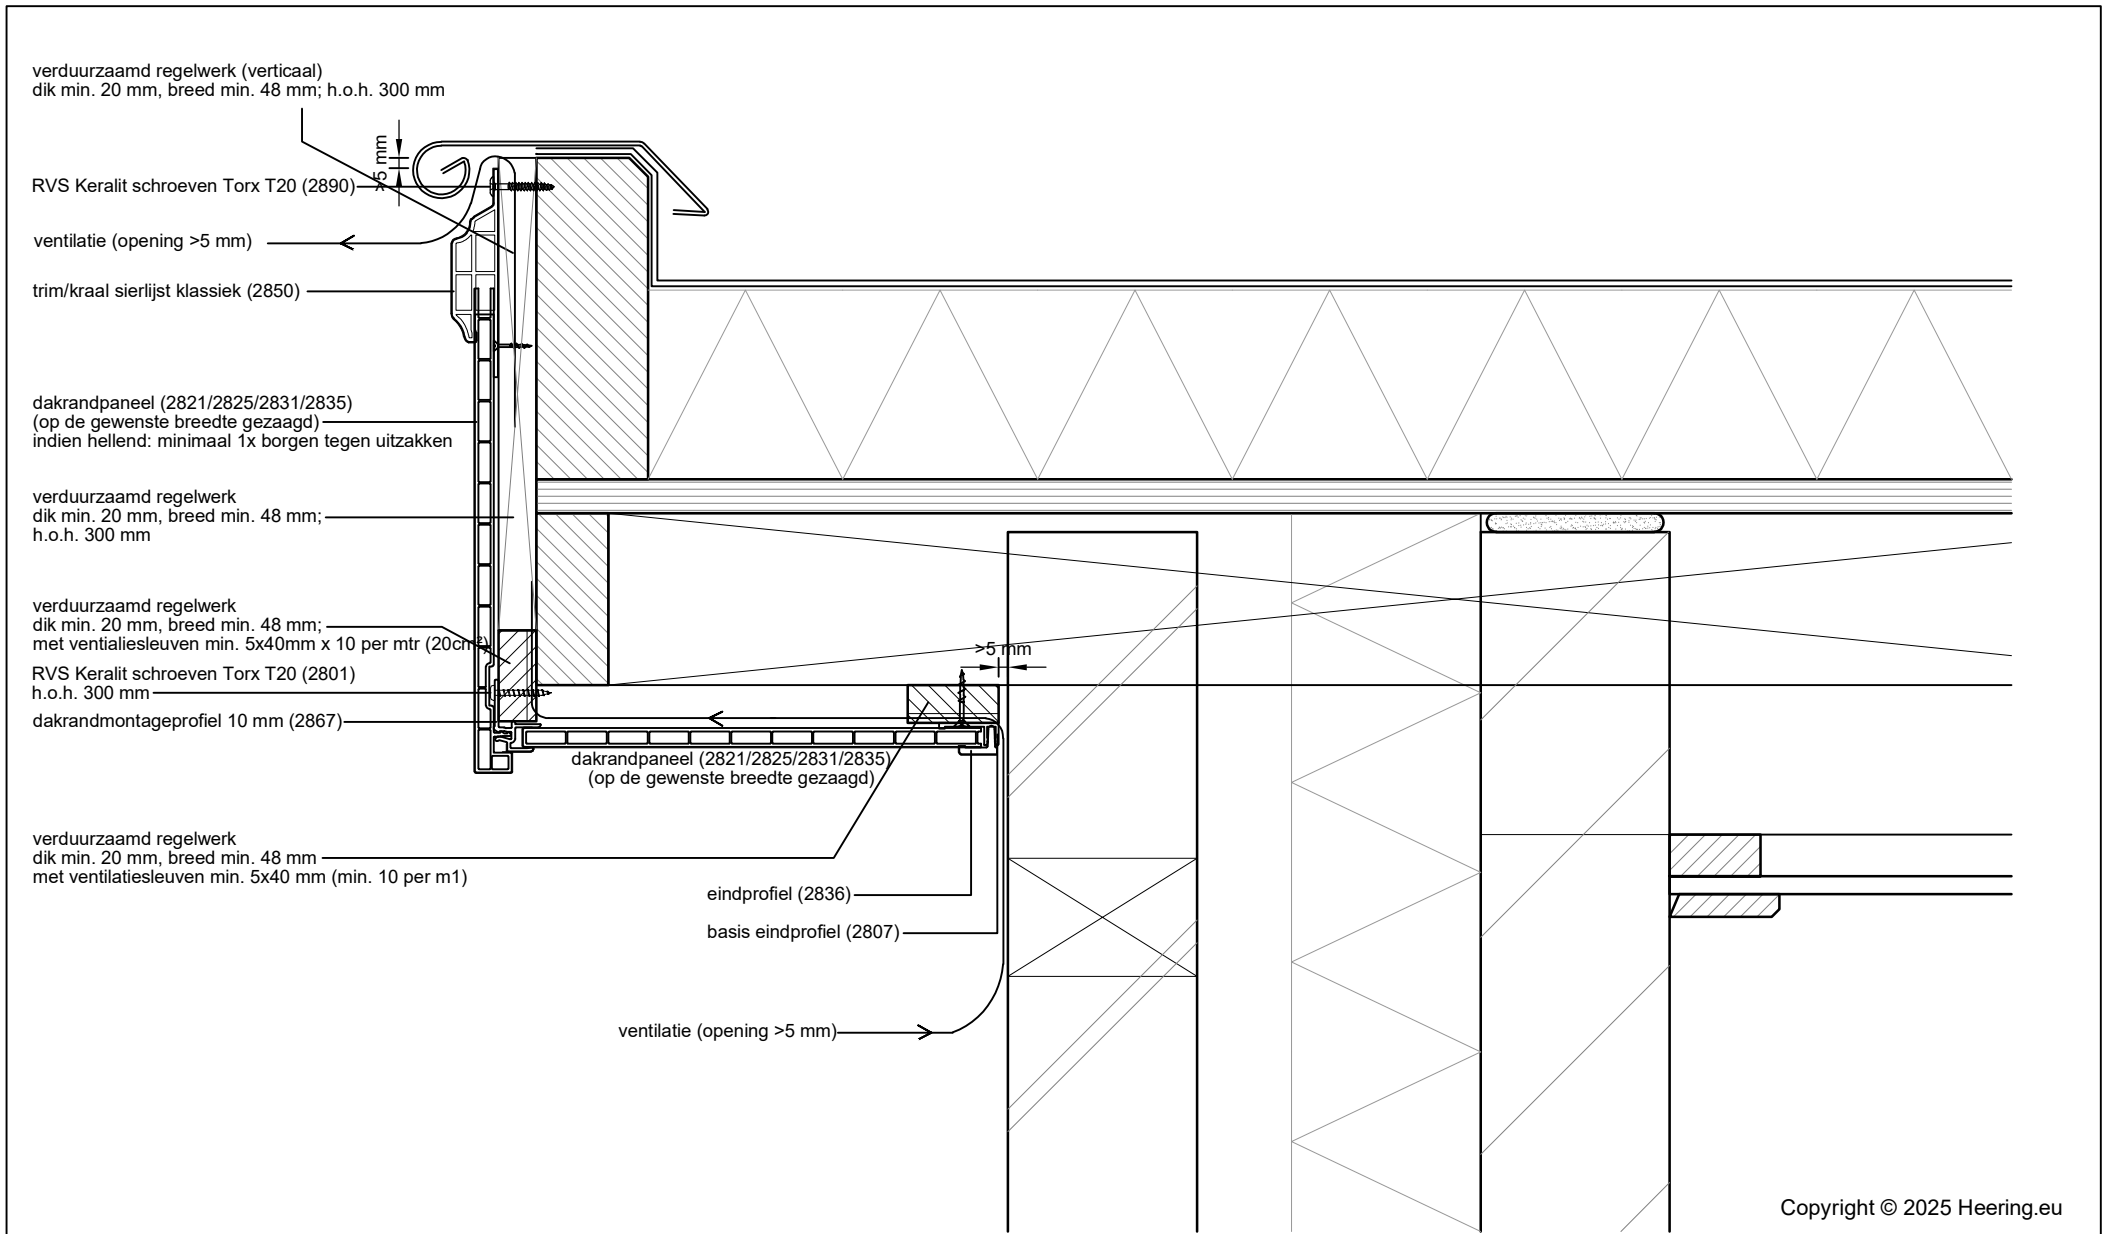 verduurzaamd regelwerk (verticaal)
dik min. 20 mm, breed min. 48 mm; h.o.h. 300 mm
>5 mm
RVS Keralit schroeven Torx T20 (2890)
ventilatie (opening >5 mm)
trim/kraal sierlijst klassiek (2850)
dakrandpaneel (2821/2825/2831/2835)
(op de gewenste breedte gezaagd)
indien hellend: minimaal 1x borgen tegen uitzakken
verduurzaamd regelwerk
dik min. 20 mm, breed min. 48 mm;
h.o.h. 300 mm
verduurzaamd regelwerk
dik min. 20 mm, breed min. 48 mm;
met ventialiesleuven min. 5x40mm x 10 per mtr (20cm²)
>5 mm
RVS Keralit schroeven Torx T20 (2801)
h.o.h. 300 mm
dakrandmontageprofiel 10 mm (2867)
dakrandpaneel (2821/2825/2831/2835)
(op de gewenste breedte gezaagd)
verduurzaamd regelwerk
dik min. 20 mm, breed min. 48 mm
met ventilatiesleuven min. 5x40 mm (min. 10 per m1)
eindprofiel (2836)
basis eindprofiel (2807)
ventilatie (opening >5 mm)
Copyright © 2025 Heering.eu